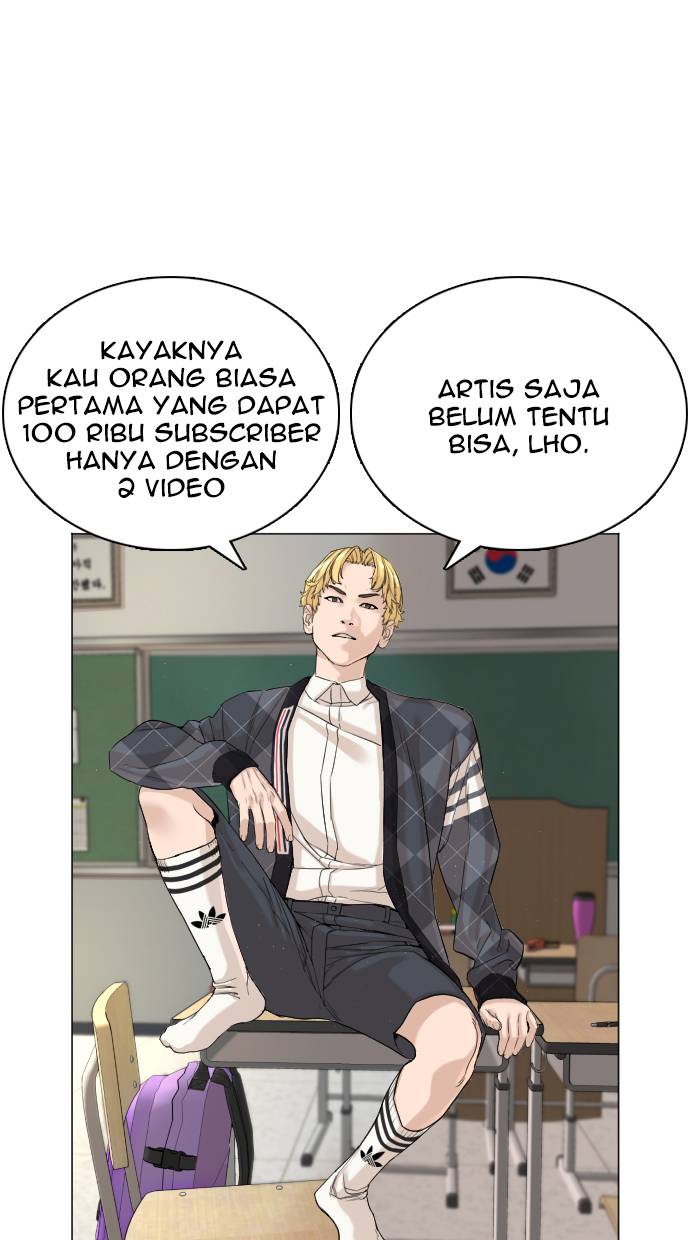 KAYAKNYA
KAU ORANG BIASA
PERTAMA YANG DAPAT
100 RIBU SUBSCRIBER
HANYA DENGAN
2 VIDEO
ARTIS SAJA
BELUM TENTU
BISA, LHO.